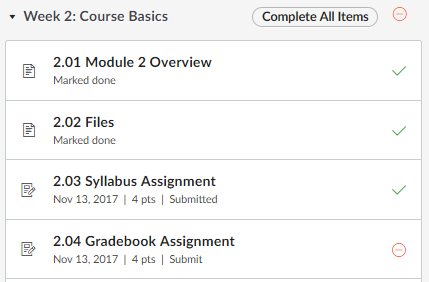 Week 2: Course Basics Complete All Items
2.01 Module 2 Overview
Marked done
2.02 Files
Marked done
2.03 Syllabus Assignment
Nov 13, 2017 | 4 pts | Submitted
2.04 Gradebook Assignment
Nov 13, 2017 | 4 pts | Submit